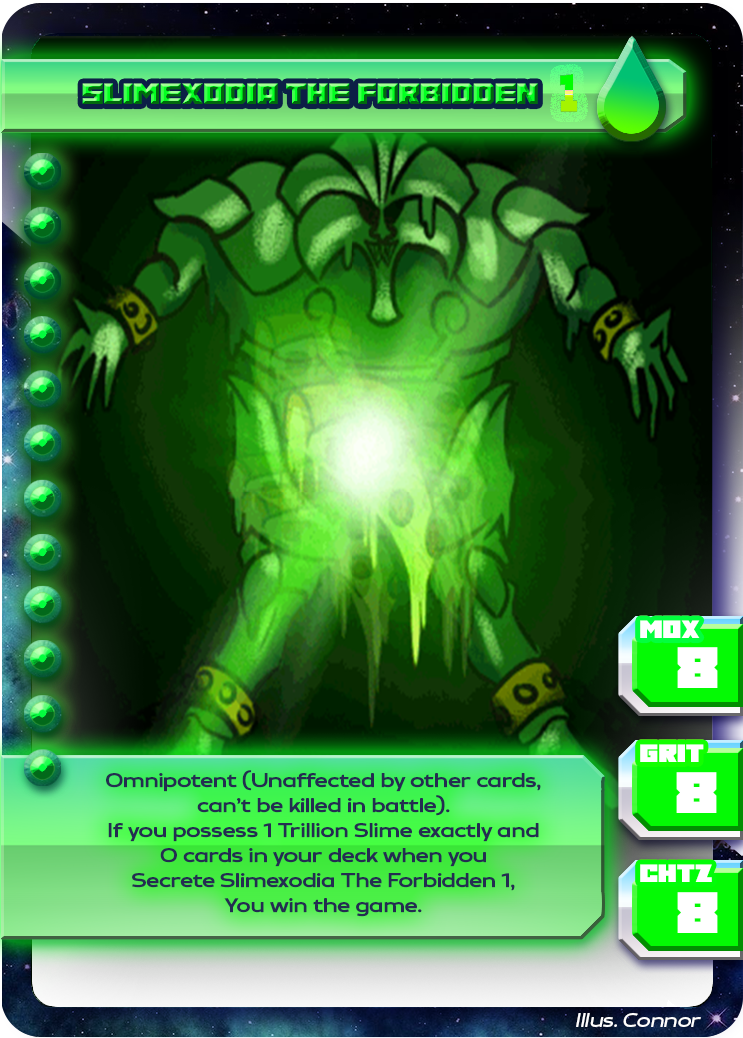 SLIMEXODIA THE FORBIDDEN 1
MOX
8
GRIT
8
CHTZ
8
Omnipotent (Unaffected by other cards,
can't be killed in battle).
If you possess 1 Trillion Slime exactly and
0 cards in your deck when you
Secrete Slimexodia The Forbidden 1,
You win the game.
Illus. Connor